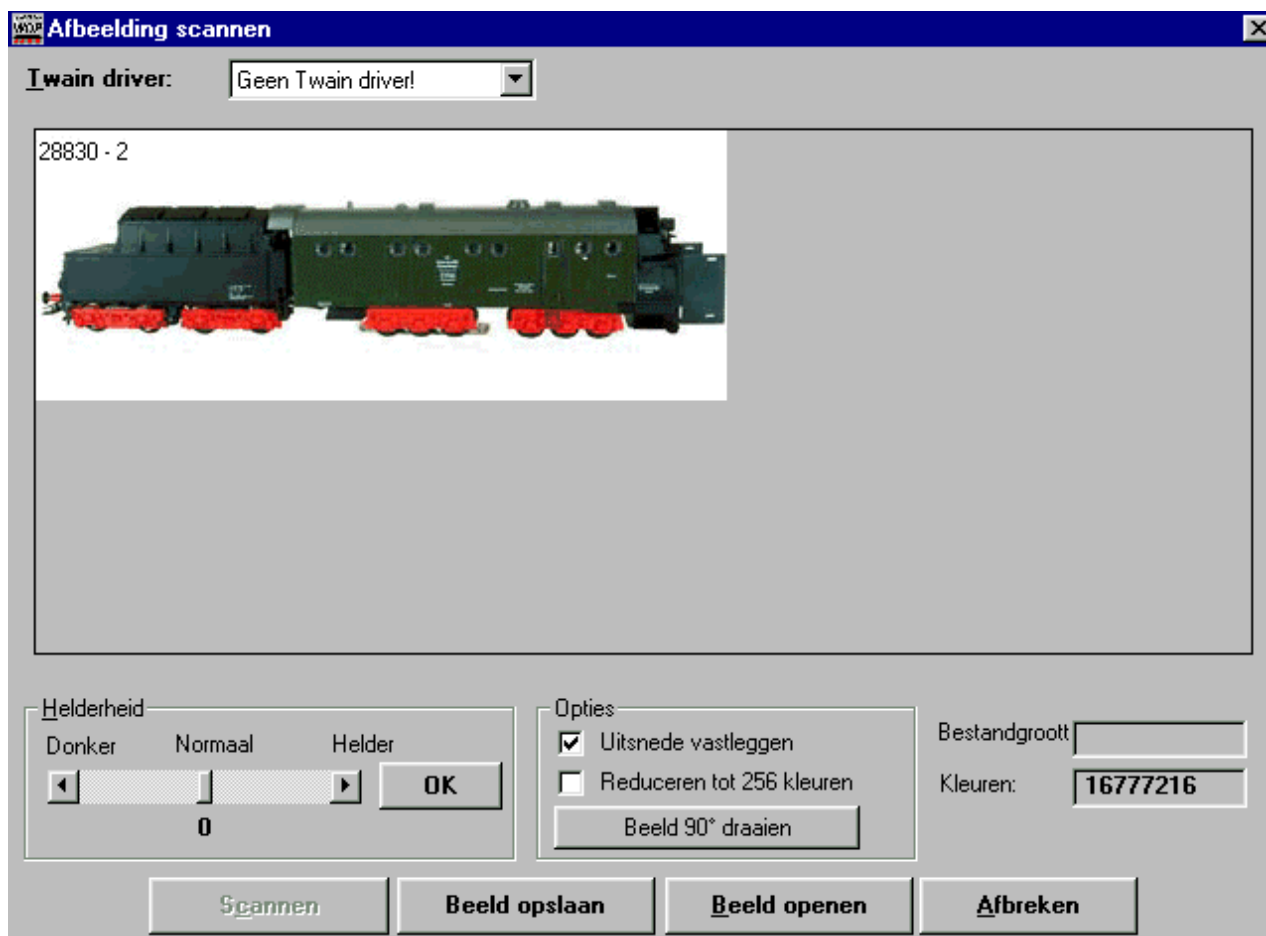 Afbeelding scannen
Twain driver:
Geen Twain driver!
28830 - 2
Helderheid
Donker Normaal Helder
OK
0
Opties
Uitsnede vastleggen
Reduceren tot 256 kleuren
Beeld 90° draaien
Bestandgroott
Kleuren: 16777216
Scannen Beeld opslaan Beeld openen Afbreken